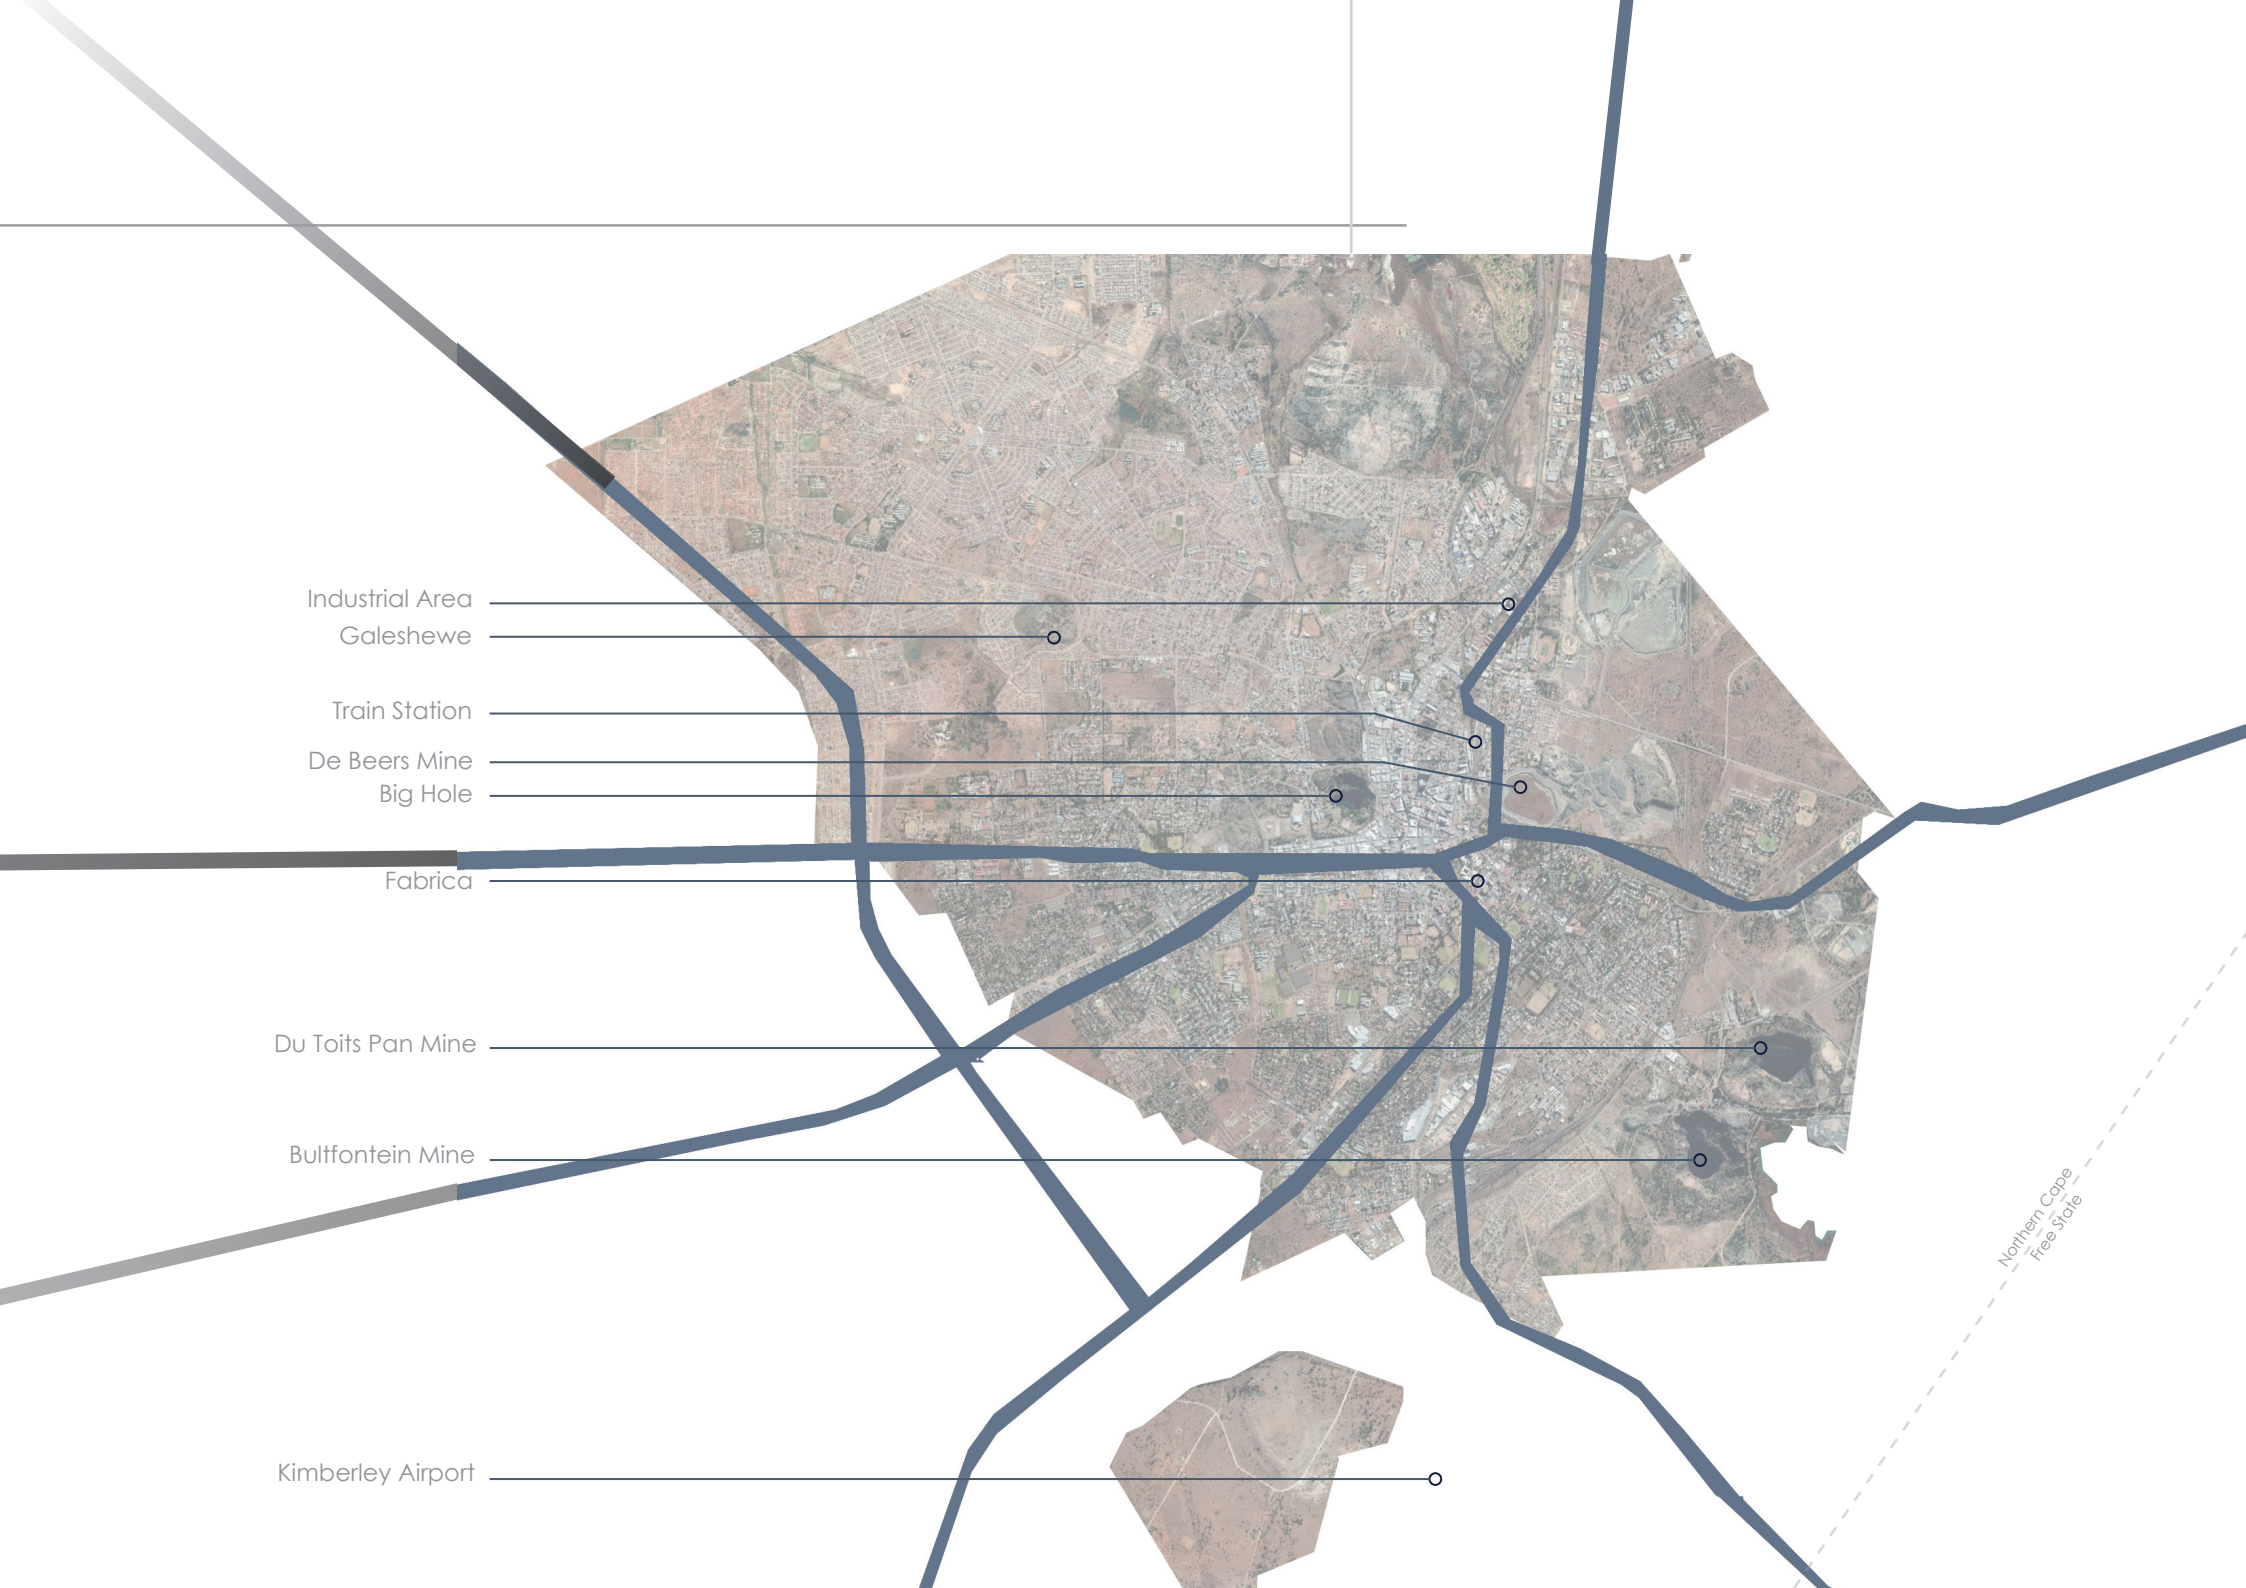 Industrial Area
Galeshewe
Train Station
De Beers Mine
Big Hole
Fabrica
Du Toits Pan Mine
Bultfontein Mine
Northern Cape
Free State
Kimberley Airport